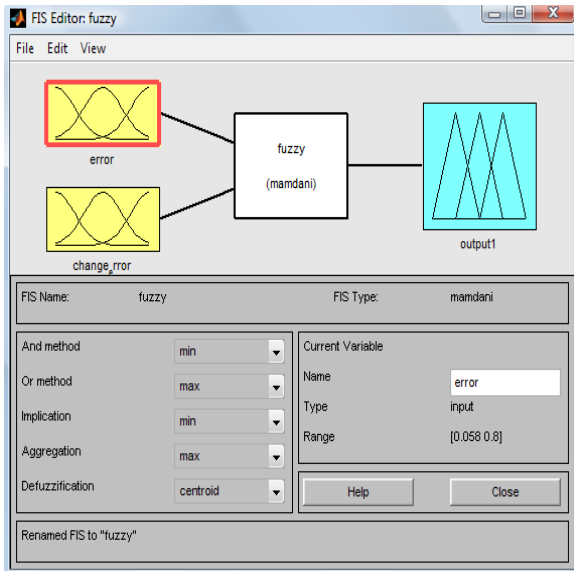 FIS Editor: fuzzy
X
File Edit View
error
change_rror
fuzzy
(mamdani)
output1
FIS Name: fuzzy FIS Type: mamdani
And method min
Or method max
Implication min
Aggregation max
Defuzzification centroid
Current Variable
Name error
Type input
Range [0.058 0.8]
Help Close
Renamed FIS to "fuzzy"